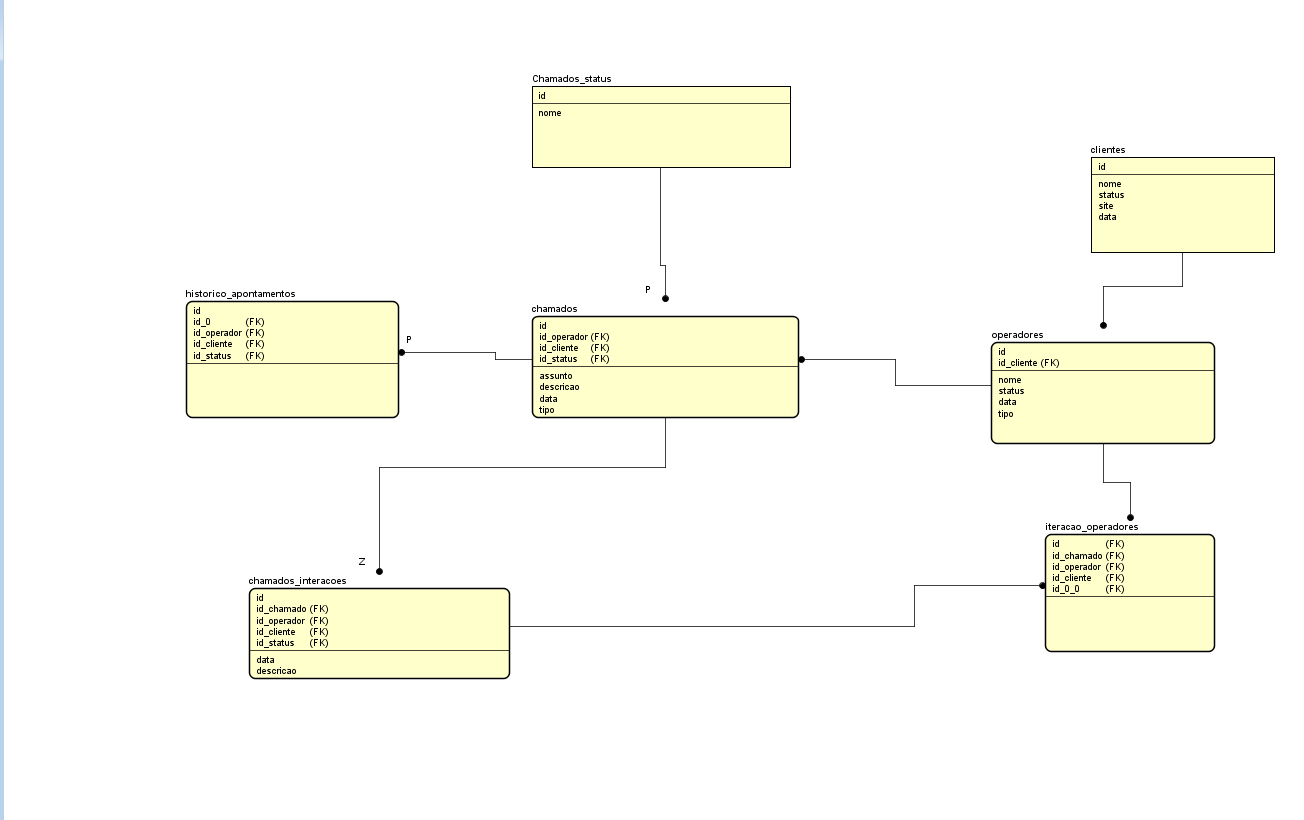 Chamados_status
id
nome
clientes
id
nome
status
site
data
historico_apontamentos
id
id_0 (FK)
id_operador (FK)
id_cliente (FK)
id_status (FK)
P
P
chamados
id
id_operador (FK)
id_cliente (FK)
id_status (FK)
assunto
descricao
data
tipo
operadores
id
id_cliente (FK)
nome
status
data
tipo
iteracao_operadores
id (FK)
id_chamado (FK)
id_operador (FK)
id_cliente (FK)
id_0_0 (FK)
Z
chamados_interacoes
id
id_chamado (FK)
id_operador (FK)
id_cliente (FK)
id_status (FK)
data
descricao